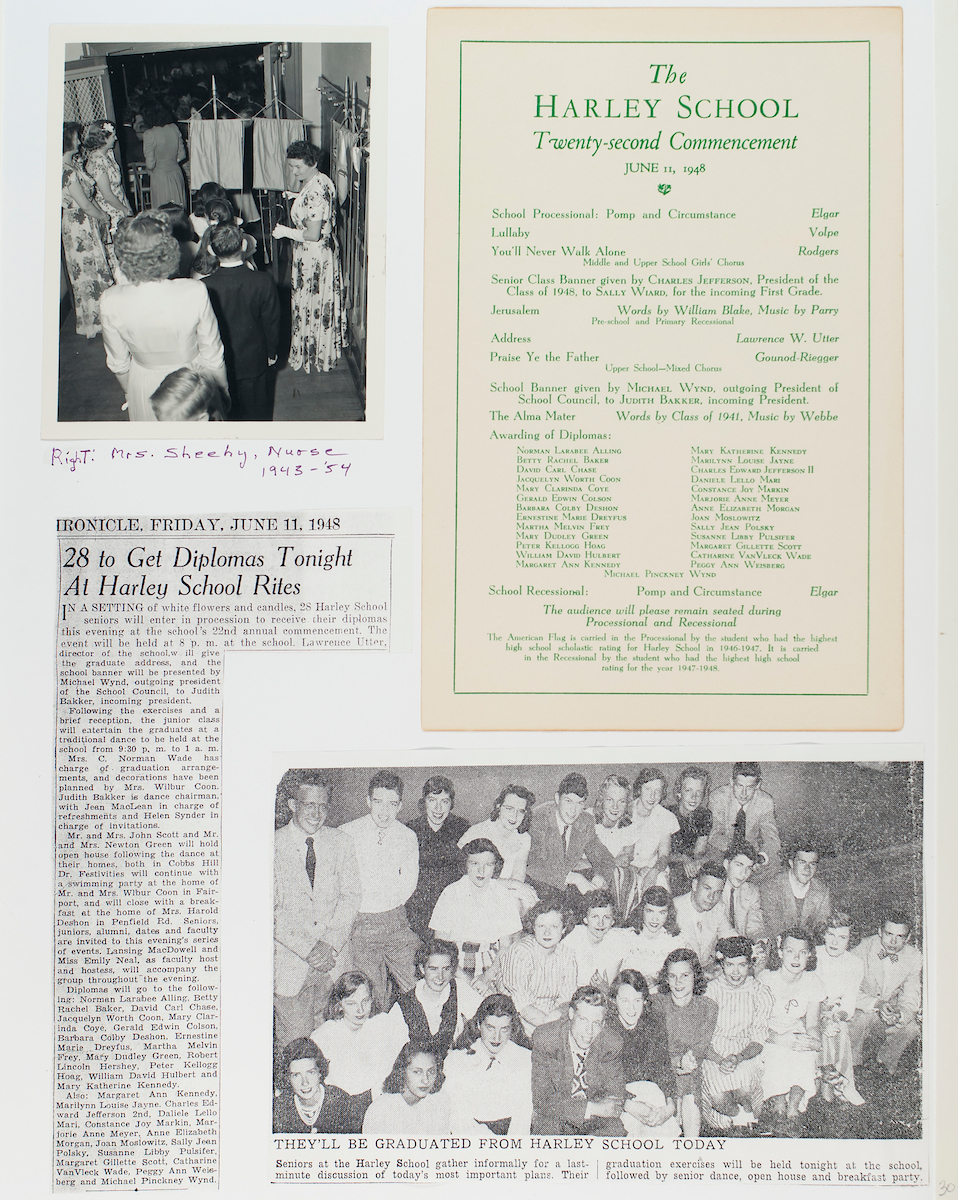 Right: Mrs. Sheehy, Nurse
1943-'54
The
HARLEY SCHOOL
Twenty-second Commencement
JUNE 11, 1948
School Processional: Pomp and Circumstance Elgar
Lullaby Volpe
You'll Never Walk Alone Rodgers
Middle and Upper School Girls' Chorus
Senior Class Banner given by CHARLES JEFFERSON, President of the
Class of 1948, to SALLY WIARD, for the incoming First Grade.
Jerusalem Words by William Blake, Music by Parry
Pre-school and Primary Recessional
Address Lawrence W. Utter
Praise Ye the Father Gounod-Riegger
Upper School—Mixed Chorus
School Banner given by MICHAEL WYND, outgoing President of
School Council, to JUDITH BAKKER, incoming President.
The Alma Mater Words by Class of 1941, Music by Webbe
Awarding of Diplomas:
NORMAN LARABEE ALLING
BETTY RACHEL BAKER
DAVID CARL CHASE
JACQUELYN WORTH COON
MARY CLARINDA COYE
GERALD EDWIN COLSON
BARBARA COLBY DESHON
ERNESTINE MARIE DREYFUS
MARTHA MELVIN FREY
MARY DUDLEY GREEN
PETER KELLOGG HOAG
WILLIAM DAVID HULBERT
MARGARET ANN KENNEDY
MARY KATHERINE KENNEDY
MARILYNN LOUISE JAYNE
CHARLES EDWARD JEFFERSON II
DANIELE LELLO MARI
CONSTANCE JOY MARKIN
MARJORIE ANNE MEYER
ANNE ELIZABETH MORGAN
JOAN MOSLOWITZ
SALLY JEAN POLSKY
SUSANNE LIBBY PULSIFER
MARGARET GILLETTE SCOTT
CATHARINE VANVLECK WADE
PEGGY ANN WEISBERG
MICHAEL PINCKNEY WYND
School Recessional: Pomp and Circumstance Elgar
The audience will please remain seated during
Processional and Recessional
The American Flag is carried in the Processional by the student who had the highest
high school scholastic rating for Harley School in 1946-1947. It is carried
in the Recessional by the student who had the highest high school
rating for the year 1947-1948.
IRONICLE, FRIDAY, JUNE 11, 1948
28 to Get Diplomas Tonight
At Harley School Rites
IN A SETTING of white flowers and candles, 28 Harley School
seniors will enter in procession to receive their diplomas
this evening at the school's 22nd annual commencement. The
event will be held at 8 p. m. at the school. Lawrence Utter,
director of the school,w ill give
the graduate address, and the
school banner will be presented by
Michael Wynd, outgoing president
of the School Council, to Judith
Bakker, incoming president.
Following the exercises and a
brief reception, the junior class
will eatertain the graduates at a
traditional dance to be held at the
school from 9:30 p. m. to 1 a. m.
Mrs. C. Norman Wade has
charge of graduation arrange-
ments, and decorations have been
planned by Mrs. Wilbur Coon.
Judith Bakker is dance chairman,
with Jean MacLean in charge of
refreshments and Helen Synder in
charge of invitations.
Mr. and Mrs. John Scott and Mr.
and Mrs. Newton Green will hold
open house following the dance at
their homes, both in Cobbs Hill
Dr. Festivities will continue with
a swimming party at the home of
Mr. and Mrs. Wilbur Coon in Fair-
port, and will close with a break-
fast at the home of Mrs. Harold
Deshon in Penfield Rd. Seniors,
juniors, alumni, dates and faculty
are invited to this evening's series
of events. Lansing MacDowell and
Miss Emily Neal, as faculty host
and hostess, will accompany the
group throughout the evening.
Diplomas will go to the follow-
ing: Norman Larabee Alling, Betty
Rachel Baker, David Carl Chase,
Jacquelyn Worth Coon, Mary Clar-
inda Coye, Gerald Edwin Colson,
Barbara Colby Deshon, Ernestine
Marie Dreyfus, Martha Melvin
Frey, Mary Dudley Green, Robert
Lincoln Hershey, Peter Kellogg
Hoag, William David Hulbert and
Mary Katherine Kennedy.
Also: Margaret Ann Kennedy,
Marilynn Louise Jayne, Charles Ed-
ward Jefferson 2nd, Daliele Lello
Mari, Constance Joy Markin, Mar-
jorie Anne Meyer, Anne Elizabeth
Morgan, Joan Moslowitz, Sally Jean
Polsky, Susanne Libby Pulsifer,
Margaret Gillette Scott, Catharine
VanVleck Wade, Peggy Ann Weis-
berg and Michael Pinckney Wynd.
THEY'LL BE GRADUATED FROM HARLEY SCHOOL TODAY
Seniors at the Harley School gather informally for a last-
minute discussion of today's most important plans. Their
graduation exercises will be held tonight at the school,
followed by senior dance, open house and breakfast party.
30